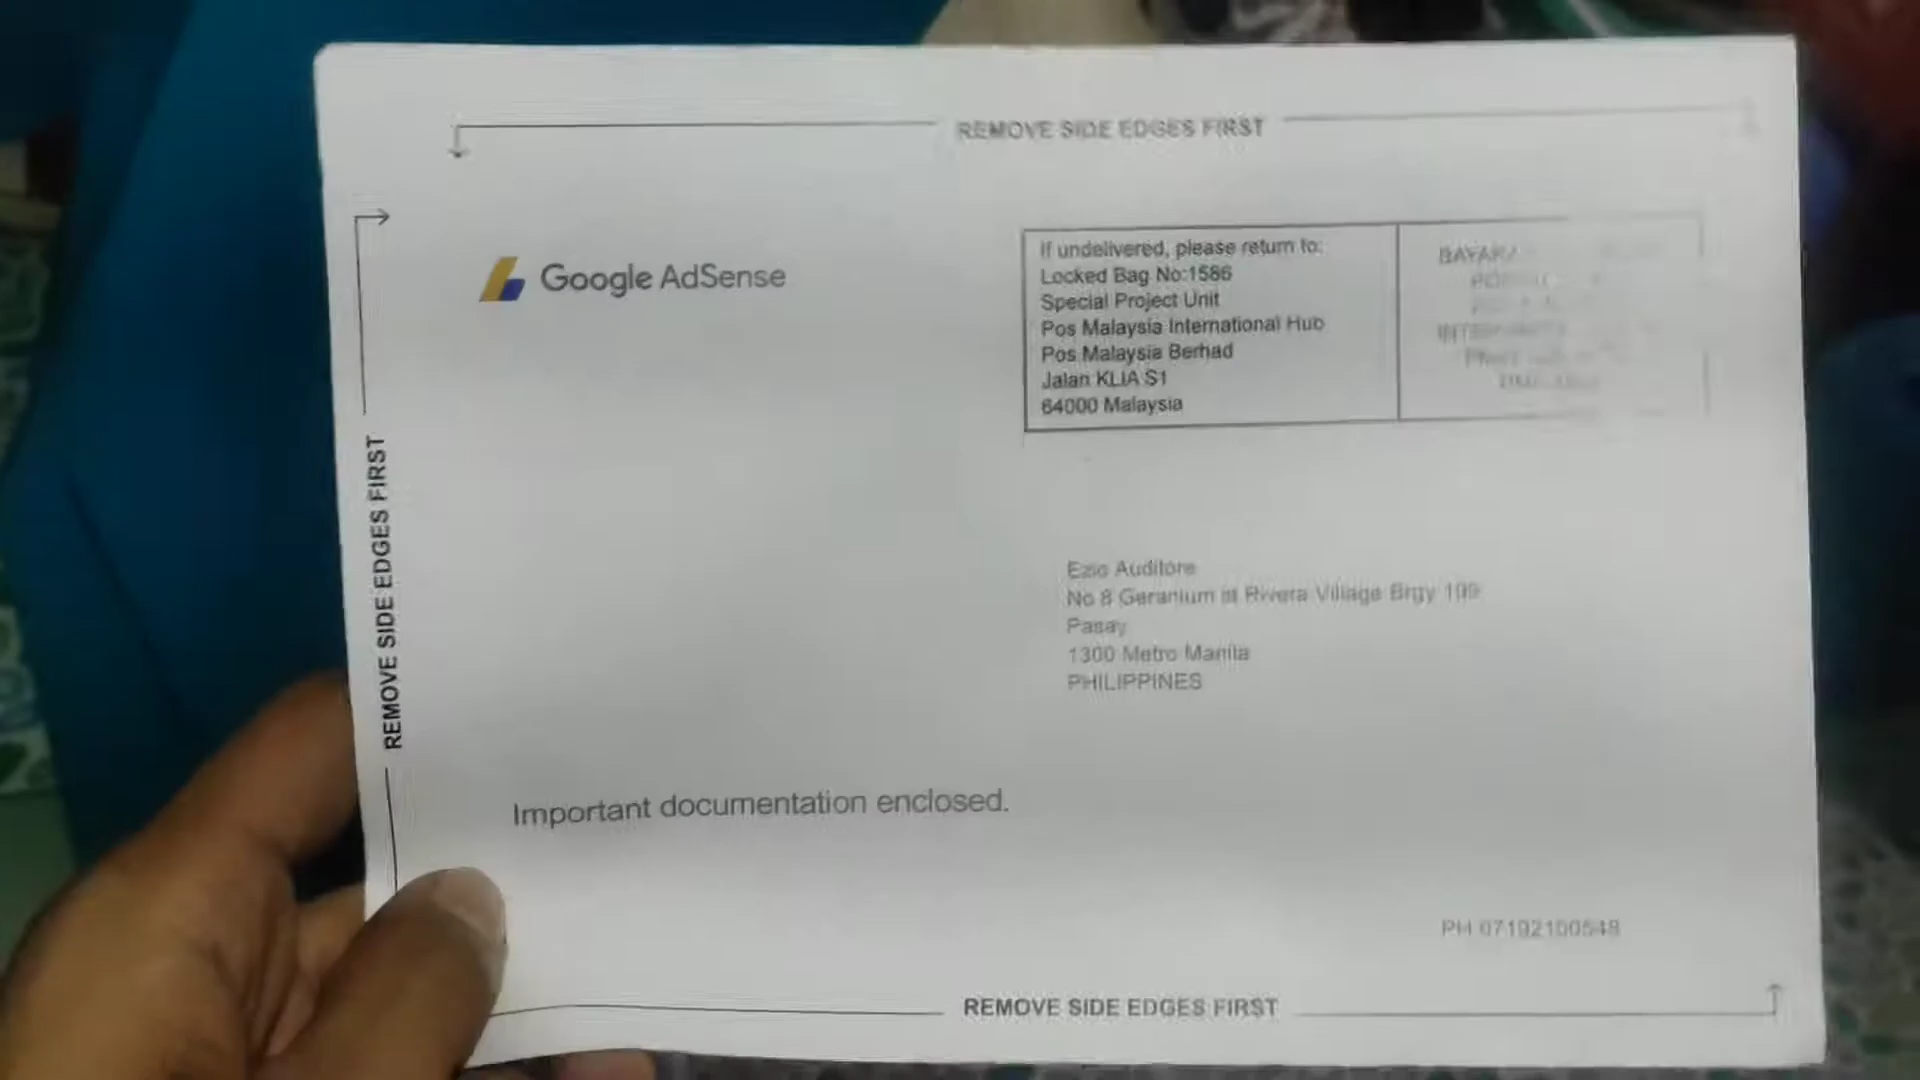 REMOVE SIDE EDGES FIRST
Google AdSense
If undelivered, please return to:
Locked Bag No:1586
Special Project Unit
Pos Malaysia International Hub
Pos Malaysia Berhad
Jalan KLIA S1
64000 Malaysia
REMOVE SIDE EDGES FIRST
Ezio Auditore
No 8 Geranium st Rivera Village Brgy 199
Pasay
1300 Metro Manila
PHILIPPINES
Important documentation enclosed.
PH 07192100548
REMOVE SIDE EDGES FIRST